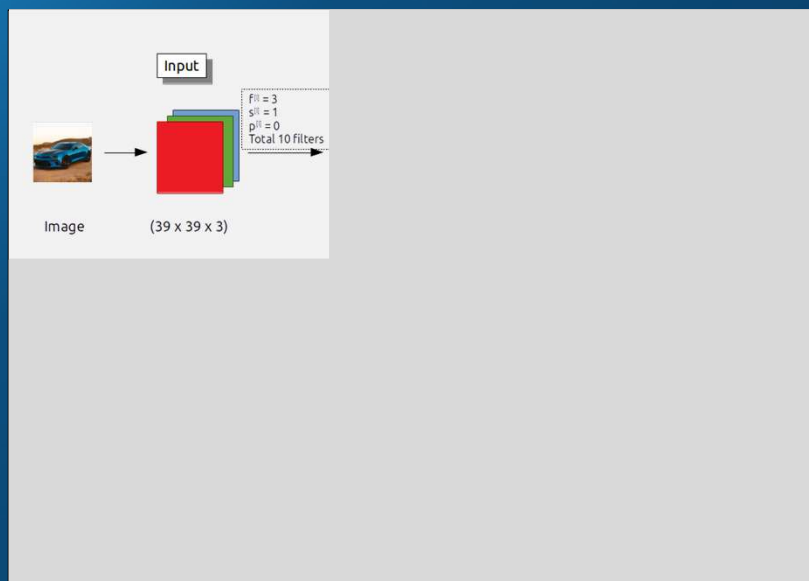 Input
f[l] = 3
s[l] = 1
p[l] = 0
Total 10 filters
Image
(39 x 39 x 3)